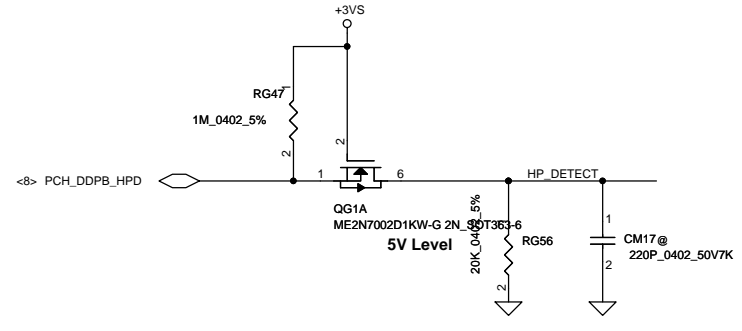 +3VS
RG47
1
1M_0402_5%
2
2
<8> PCH_DDPB_HPD
1
6
HP_DETECT
QG1A
ME2N7002D1KW-G 2N_SOT363-6
5V Level
20K_0402_5%
RG56
2
1
CM17@
220P_0402_50V7K
2